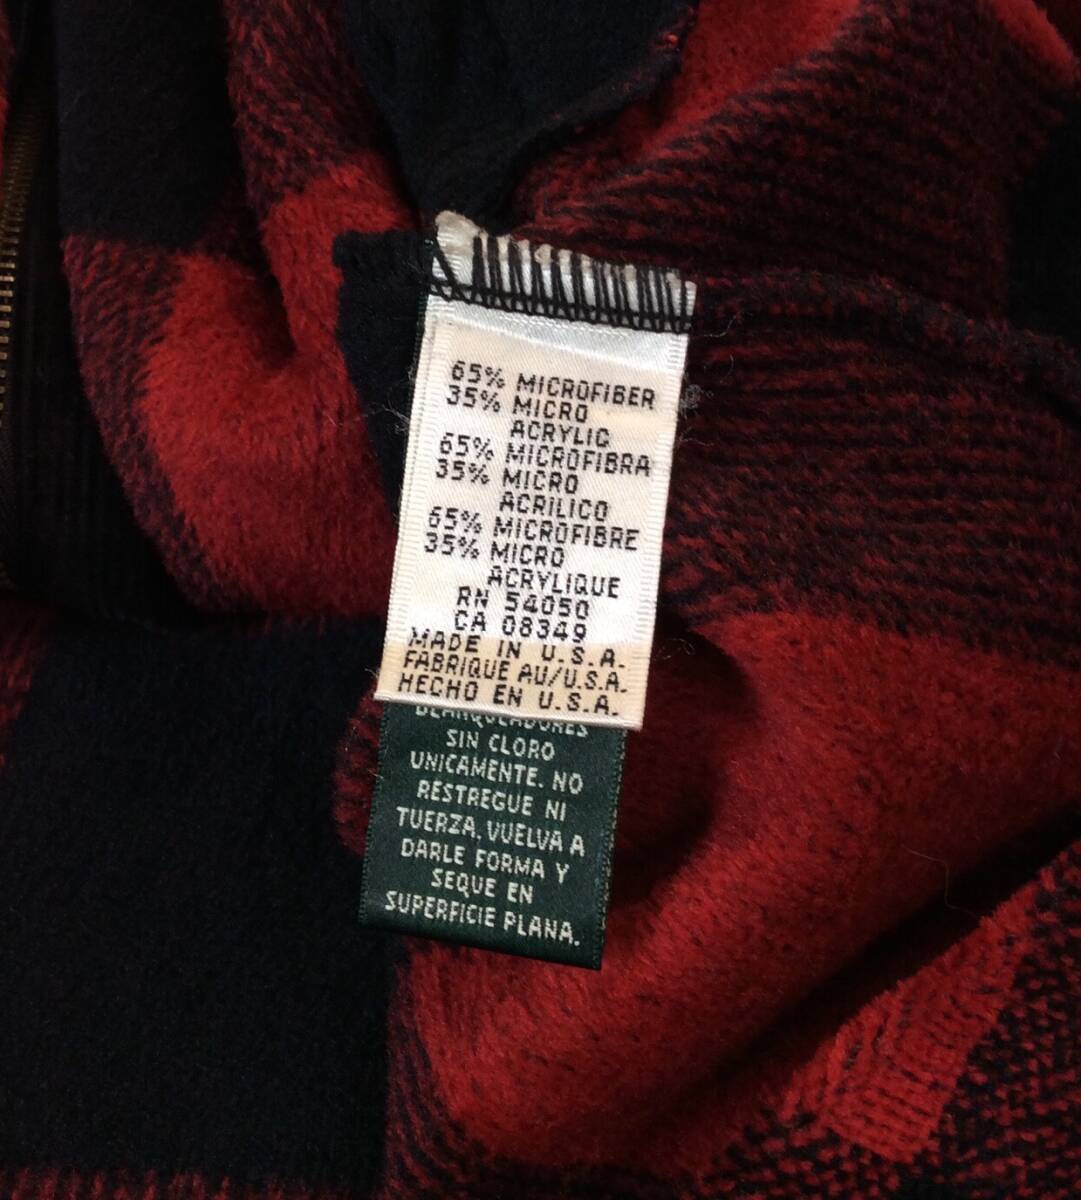 65% MICROFIBER
35% MICRO
ACRYLIC
65% MICROFIBRA
35% MICRO
ACRILICO
65% MICROFIBRE
35% MICRO
ACRYLIQUE
RN 54050
CA 08349
MADE IN U.S.A.
FABRIQUE AU/U.S.A.
HECHO EN U.S.A.
BLANQUEADORES
SIN CLORO
UNICAMENTE. NO
RESTREGUE NI
TUERZA. VUELVA A
DARLE FORMA Y
SEQUE EN
SUPERFICIE PLANA.